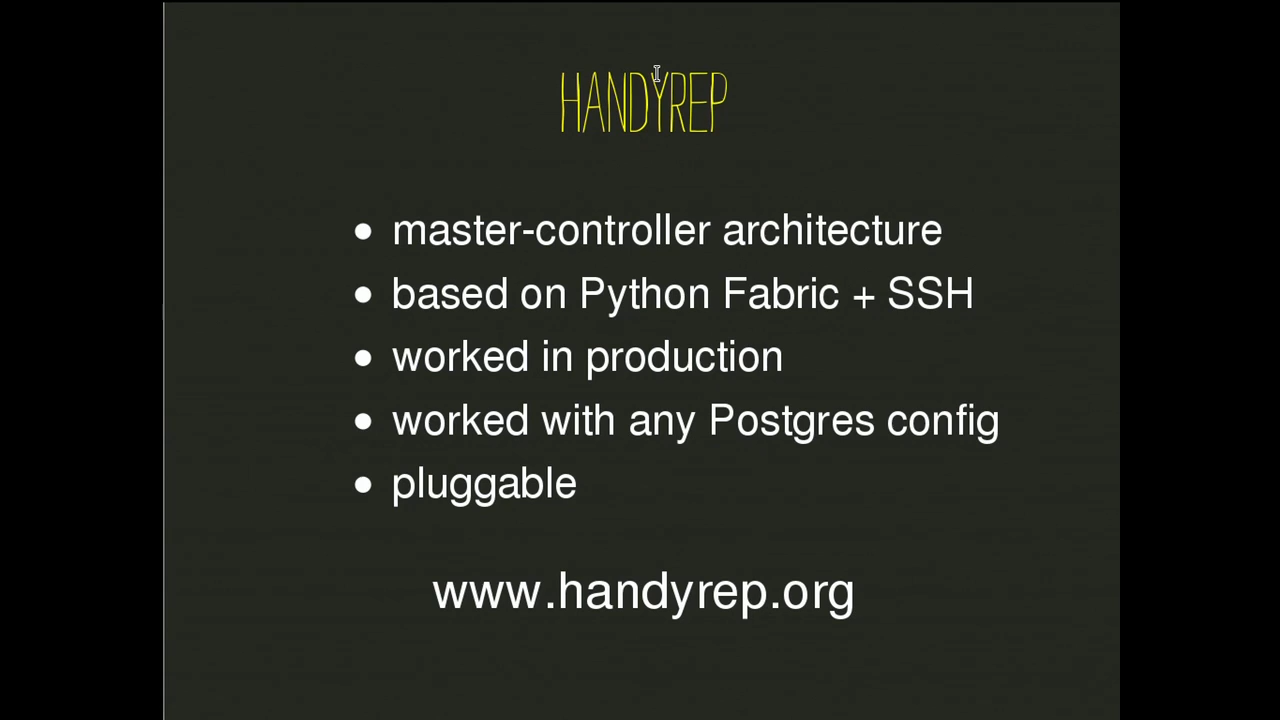 HANDYREP
• master-controller architecture
• based on Python Fabric + SSH
• worked in production
• worked with any Postgres config
• pluggable
www.handyrep.org